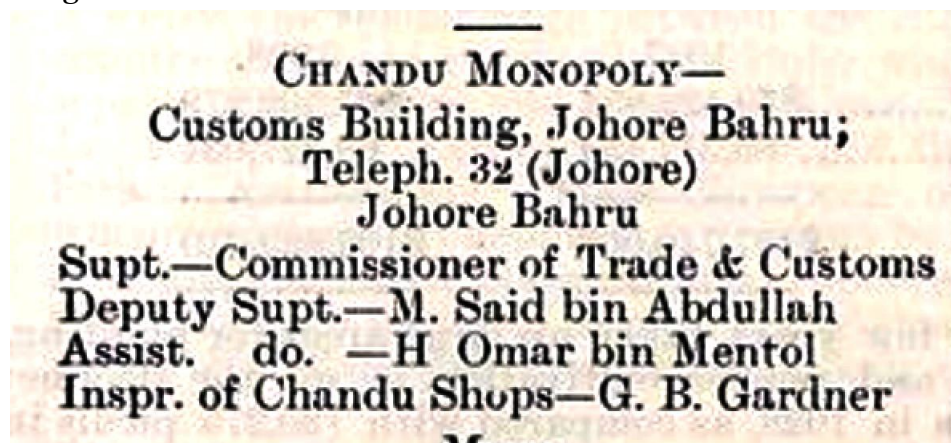 CHANDU MONOPOLY—
Customs Building, Johore Bahru;
Teleph. 32 (Johore)
Johore Bahru
Supt.—Commissioner of Trade & Customs
Deputy Supt.—M. Said bin Abdullah
Assist. do. —H Omar bin Mentol
Inspr. of Chandu Shops—G. B. Gardner